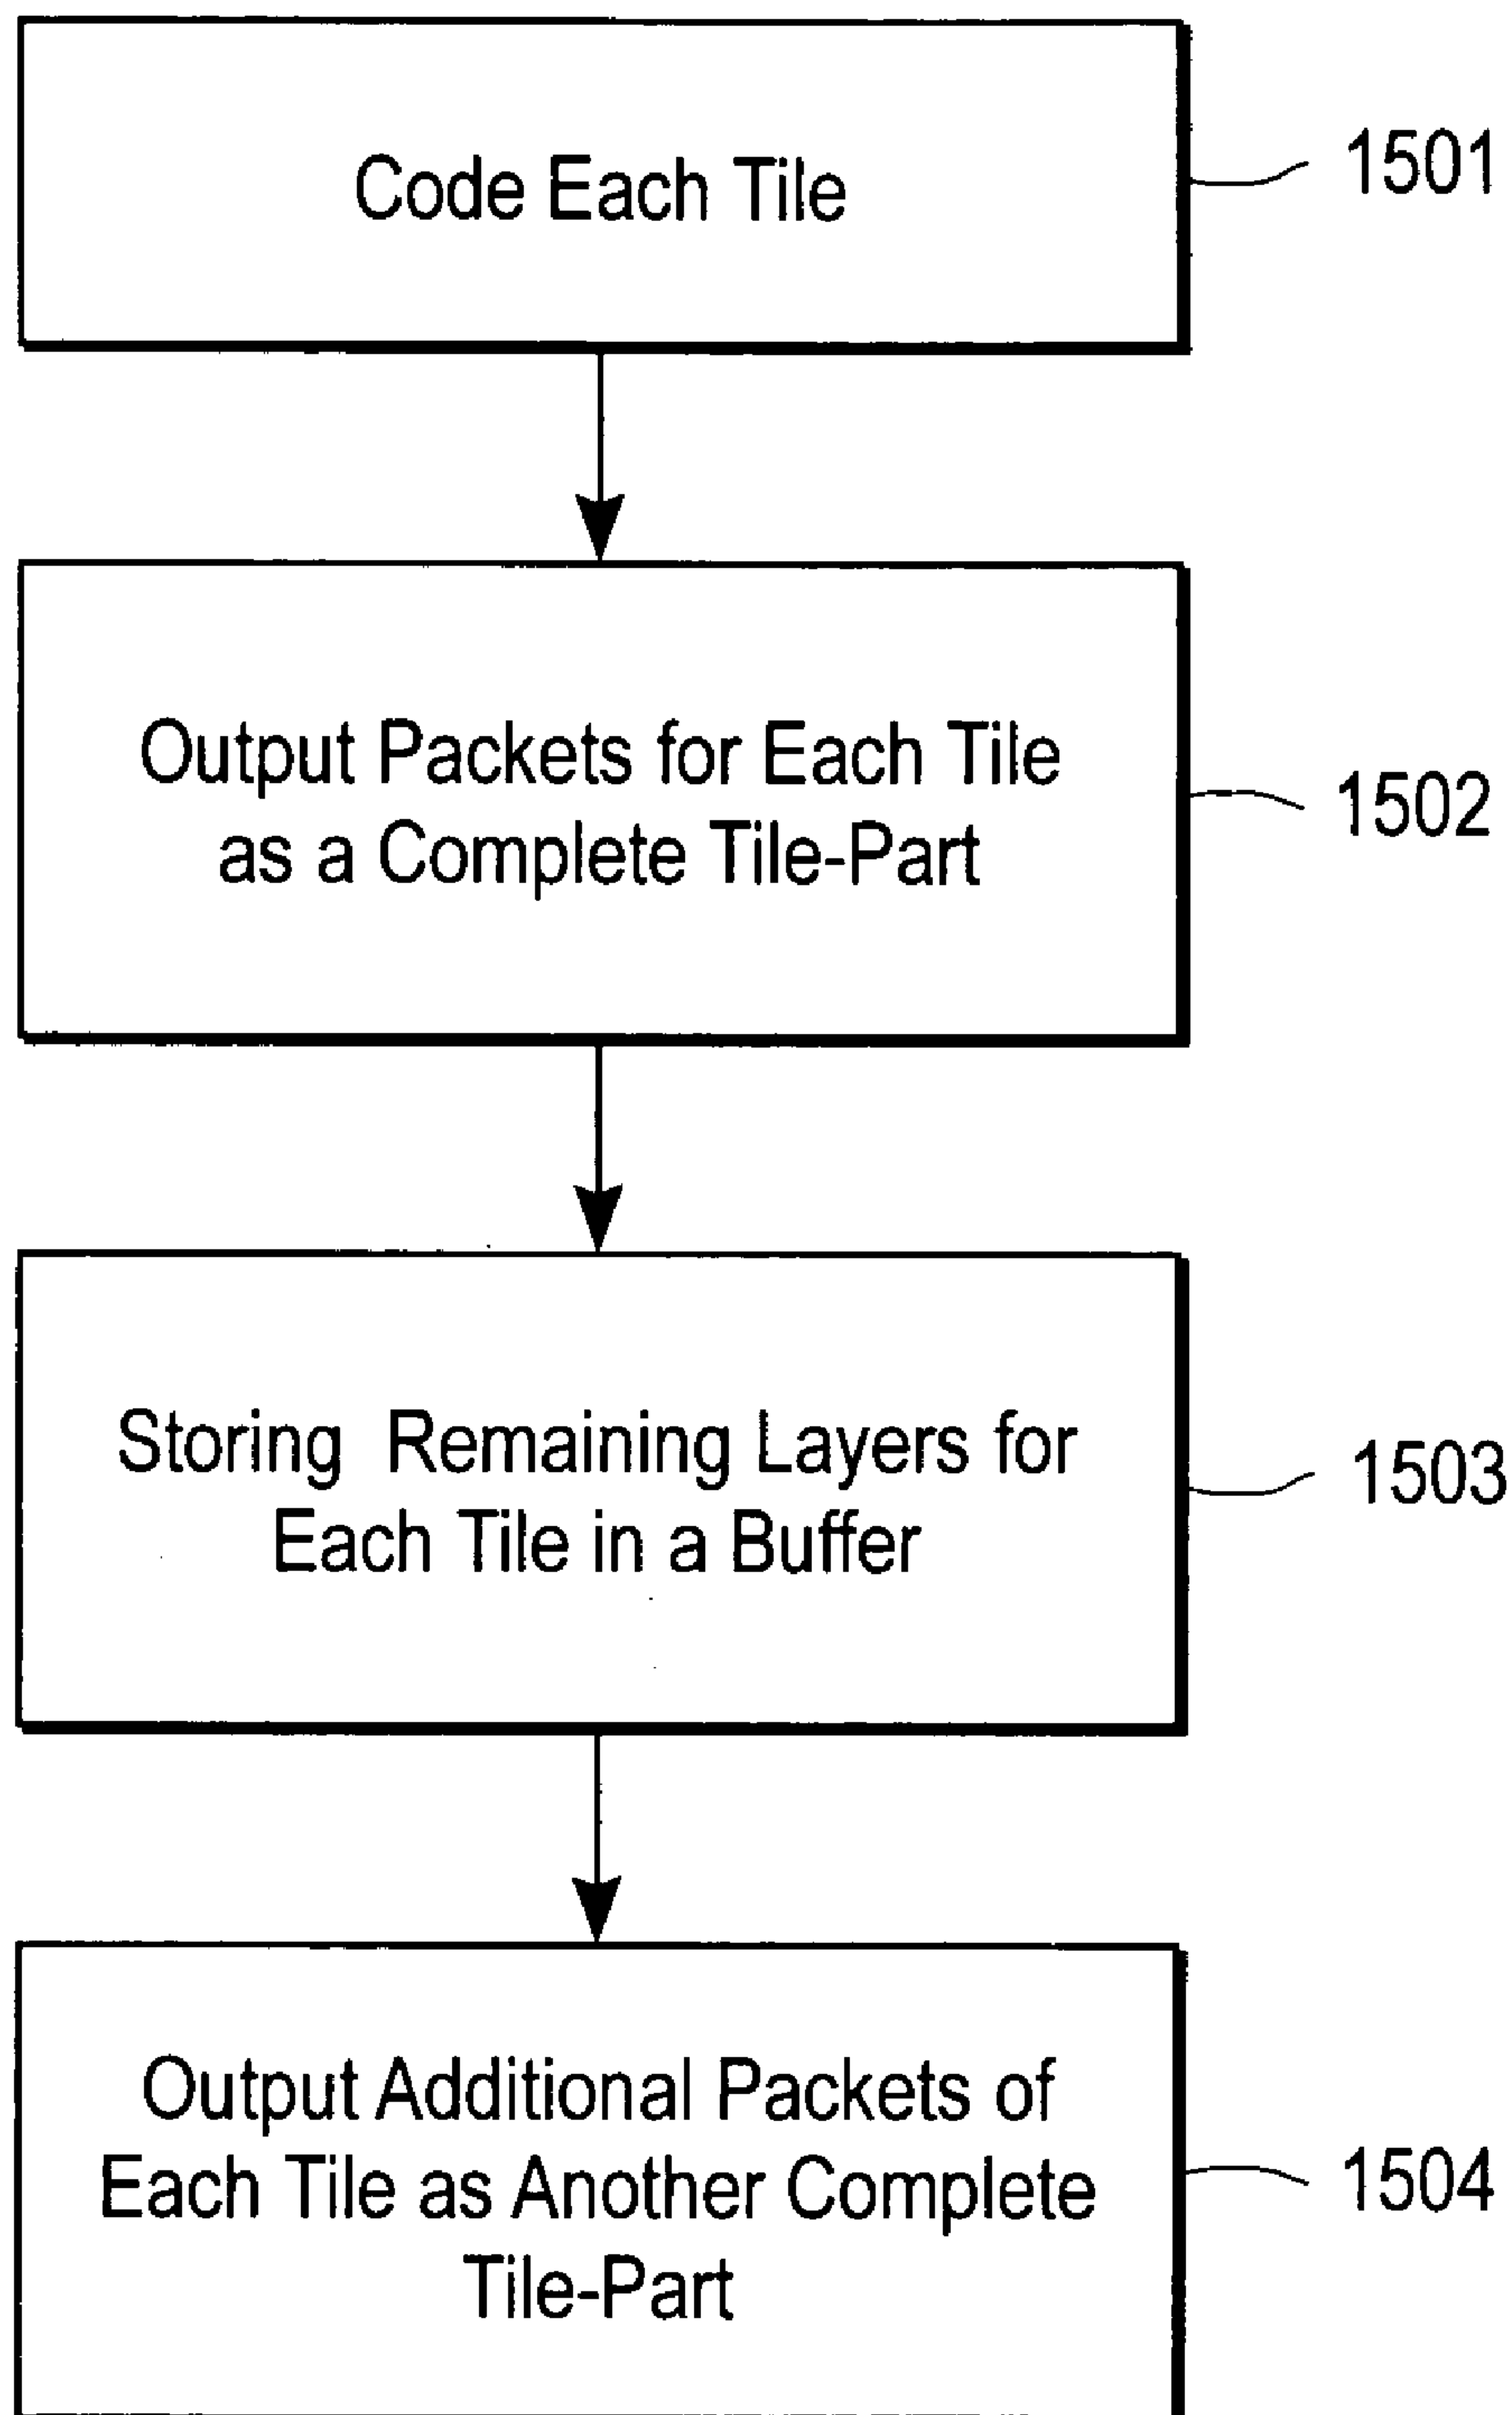 Code Each Tile
1501
Output Packets for Each Tile
as a Complete Tile-Part
1502
Storing Remaining Layers for
Each Tile in a Buffer
1503
Output Additional Packets of
Each Tile as Another Complete
Tile-Part
1504